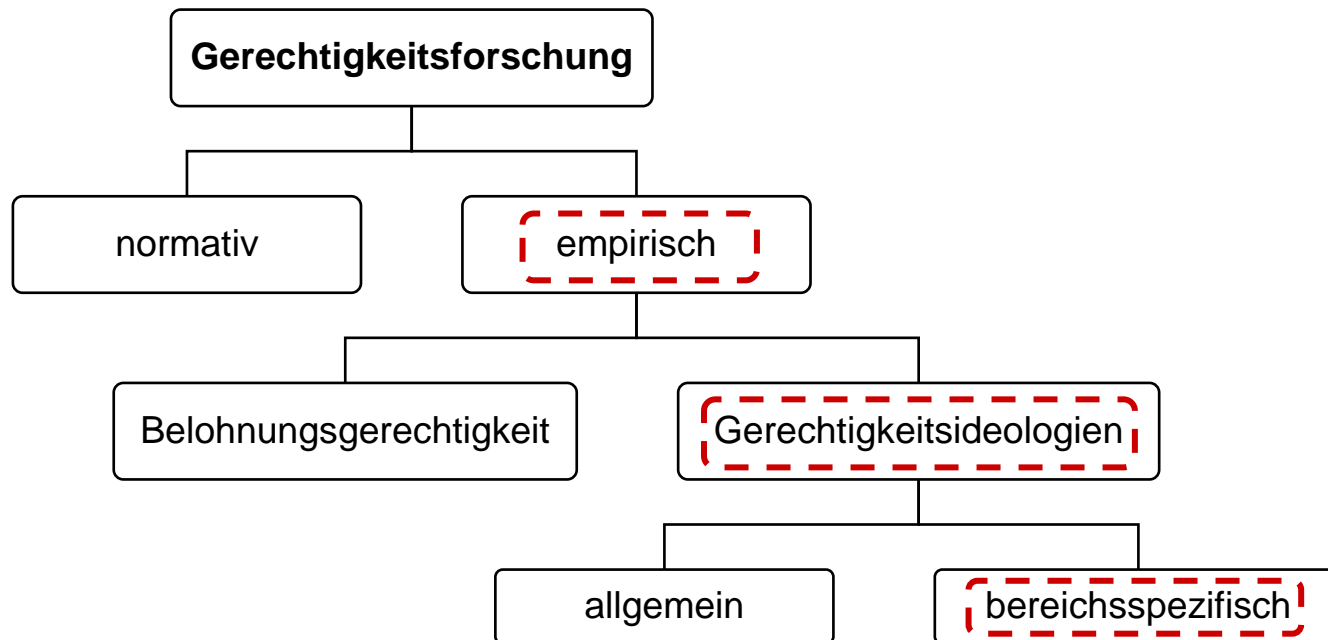 Gerechtigkeitsforschung
normativ
empirisch
Belohnungsgerechtigkeit
Gerechtigkeitsideologien
allgemein
bereichsspezifisch